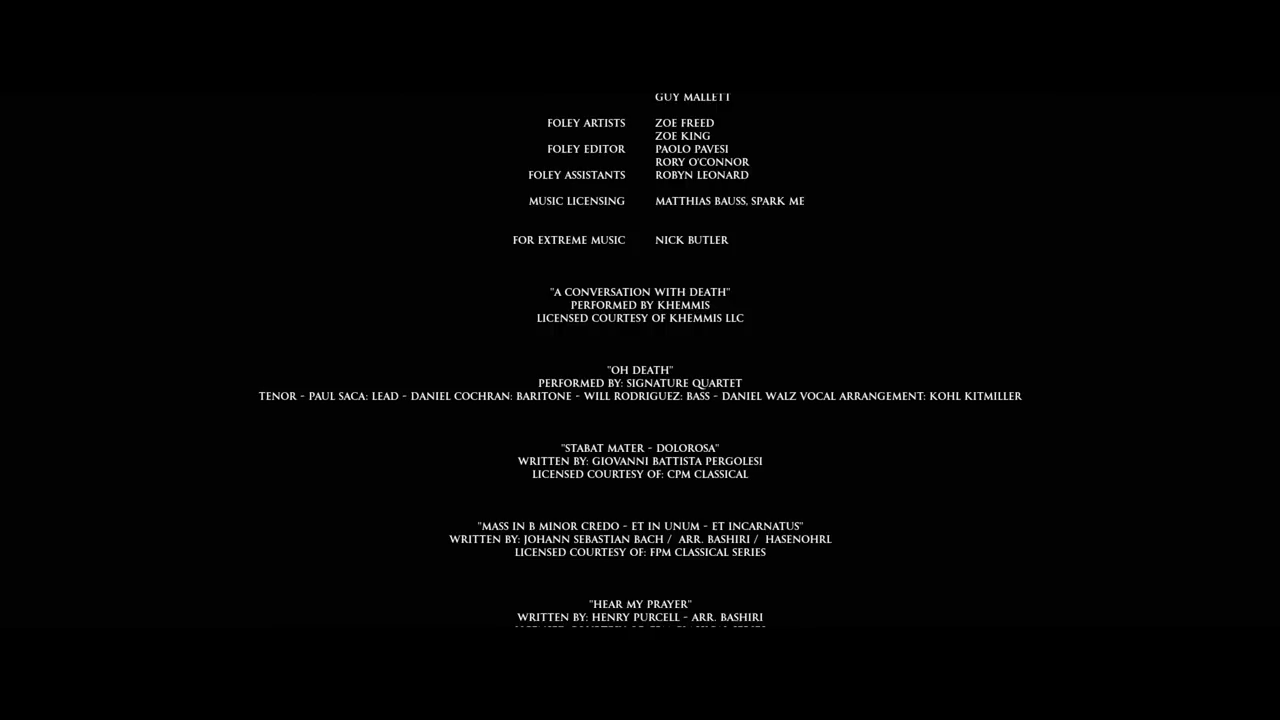 GUY MALLETT
FOLEY ARTISTS ZOE FREED
ZOE KING
FOLEY EDITOR PAOLO PAVESI
RORY O'CONNOR
FOLEY ASSISTANTS ROBYN LEONARD
MUSIC LICENSING MATTHIAS BAUSS, SPARK ME
FOR EXTREME MUSIC NICK BUTLER
"A CONVERSATION WITH DEATH"
PERFORMED BY KHEMMIS
LICENSED COURTESY OF KHEMMIS LLC
"OH DEATH"
PERFORMED BY: SIGNATURE QUARTET
TENOR - PAUL SACA: LEAD - DANIEL COCHRAN: BARITONE - WILL RODRIGUEZ: BASS - DANIEL WALZ VOCAL ARRANGEMENT: KOHL KITMILLER
"STABAT MATER - DOLOROSA"
WRITTEN BY: GIOVANNI BATTISTA PERGOLESI
LICENSED COURTESY OF: CPM CLASSICAL
"MASS IN B MINOR CREDO - ET IN UNUM - ET INCARNATUS"
WRITTEN BY: JOHANN SEBASTIAN BACH / ARR. BASHIRI / HASENOHRL
LICENSED COURTESY OF: FPM CLASSICAL SERIES
"HEAR MY PRAYER"
WRITTEN BY: HENRY PURCELL - ARR. BASHIRI